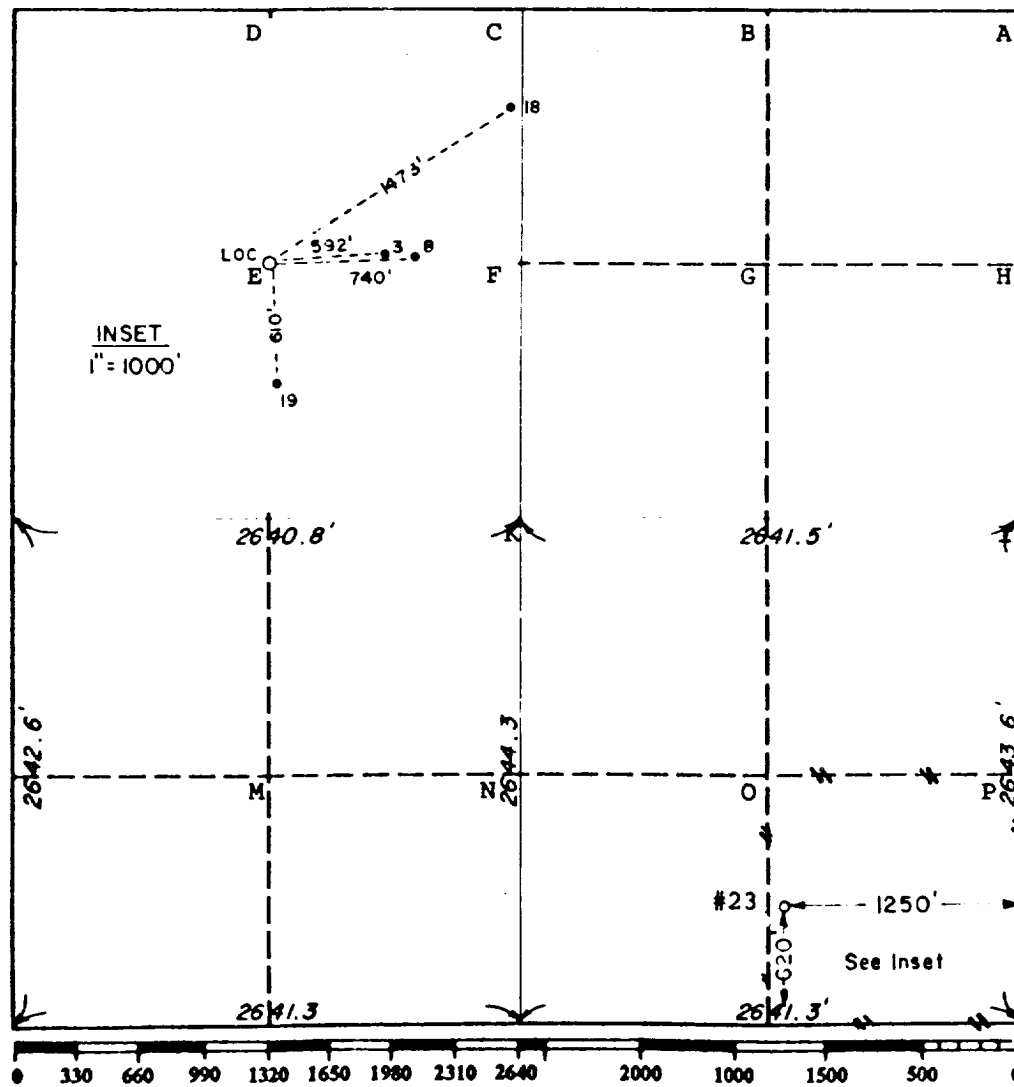 D C B A
18
1473'
LOC 592' 3 8
E 740' F G H
610'
INSET
1" = 1000'
19
2640.8' K 2641.5' I
2642.6' 2644.3 2643.6'
M N O P
#23 1250'
620'
See Inset
2641.3 2641.3'
0 330 660 990 1320 1650 1980 2310 2640 2000 1000 1500 500 0